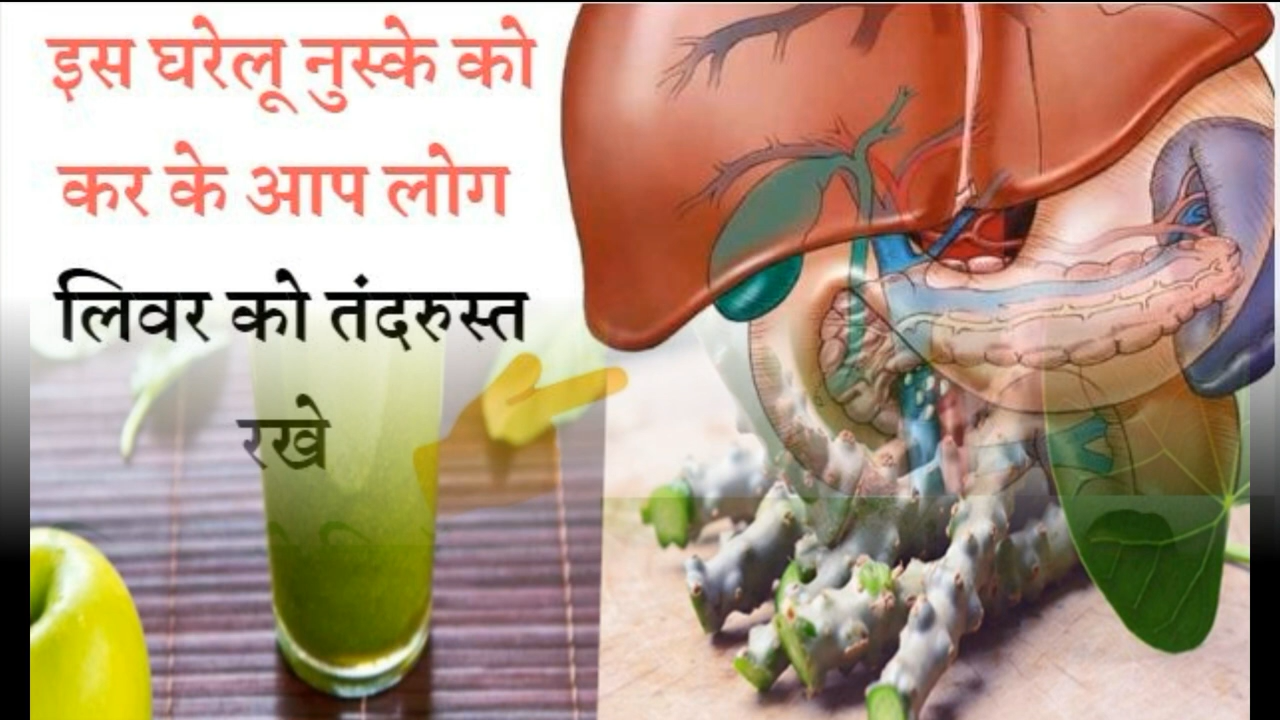 इस घरेलू नुस्के को
कर के आप लोग
लिवर को तंदरुस्त
रखे